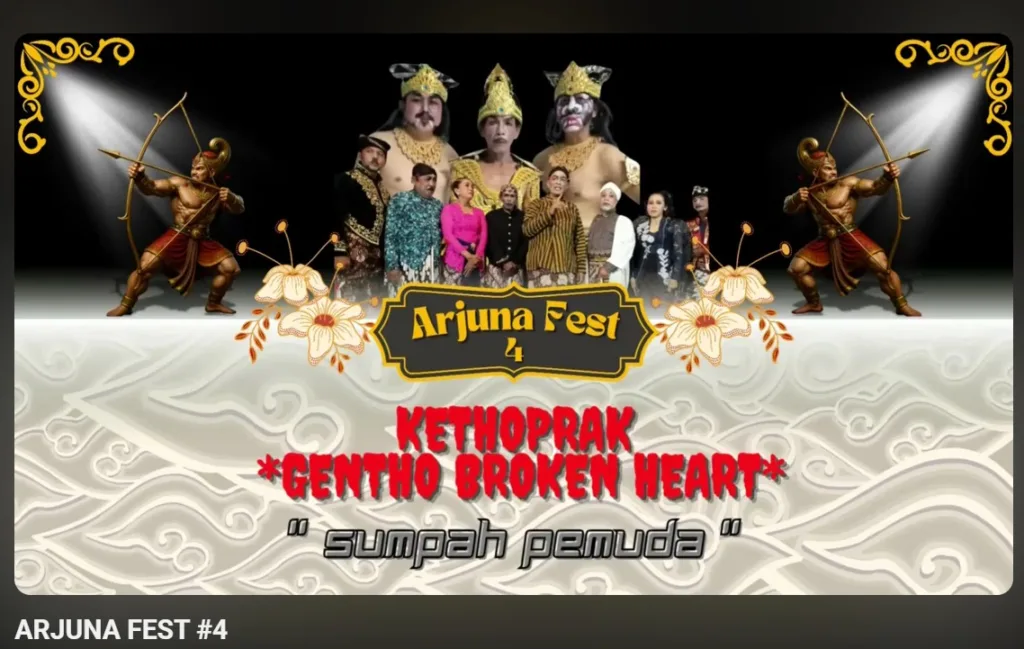 Arjuna Fest
4
KETHOPRAK
*GENTHO BROKEN HEART*
" sumpah pemuda "
ARJUNA FEST #4